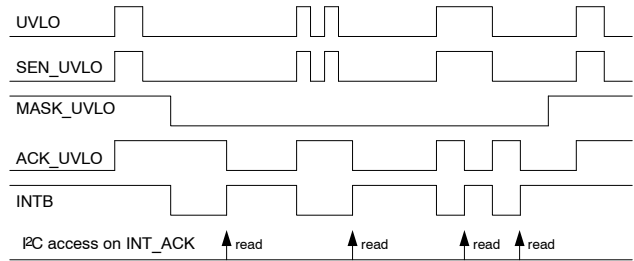 UVLO
SEN_UVLO
MASK_UVLO
ACK_UVLO
INTB
I²C access on INT_ACK read read read read